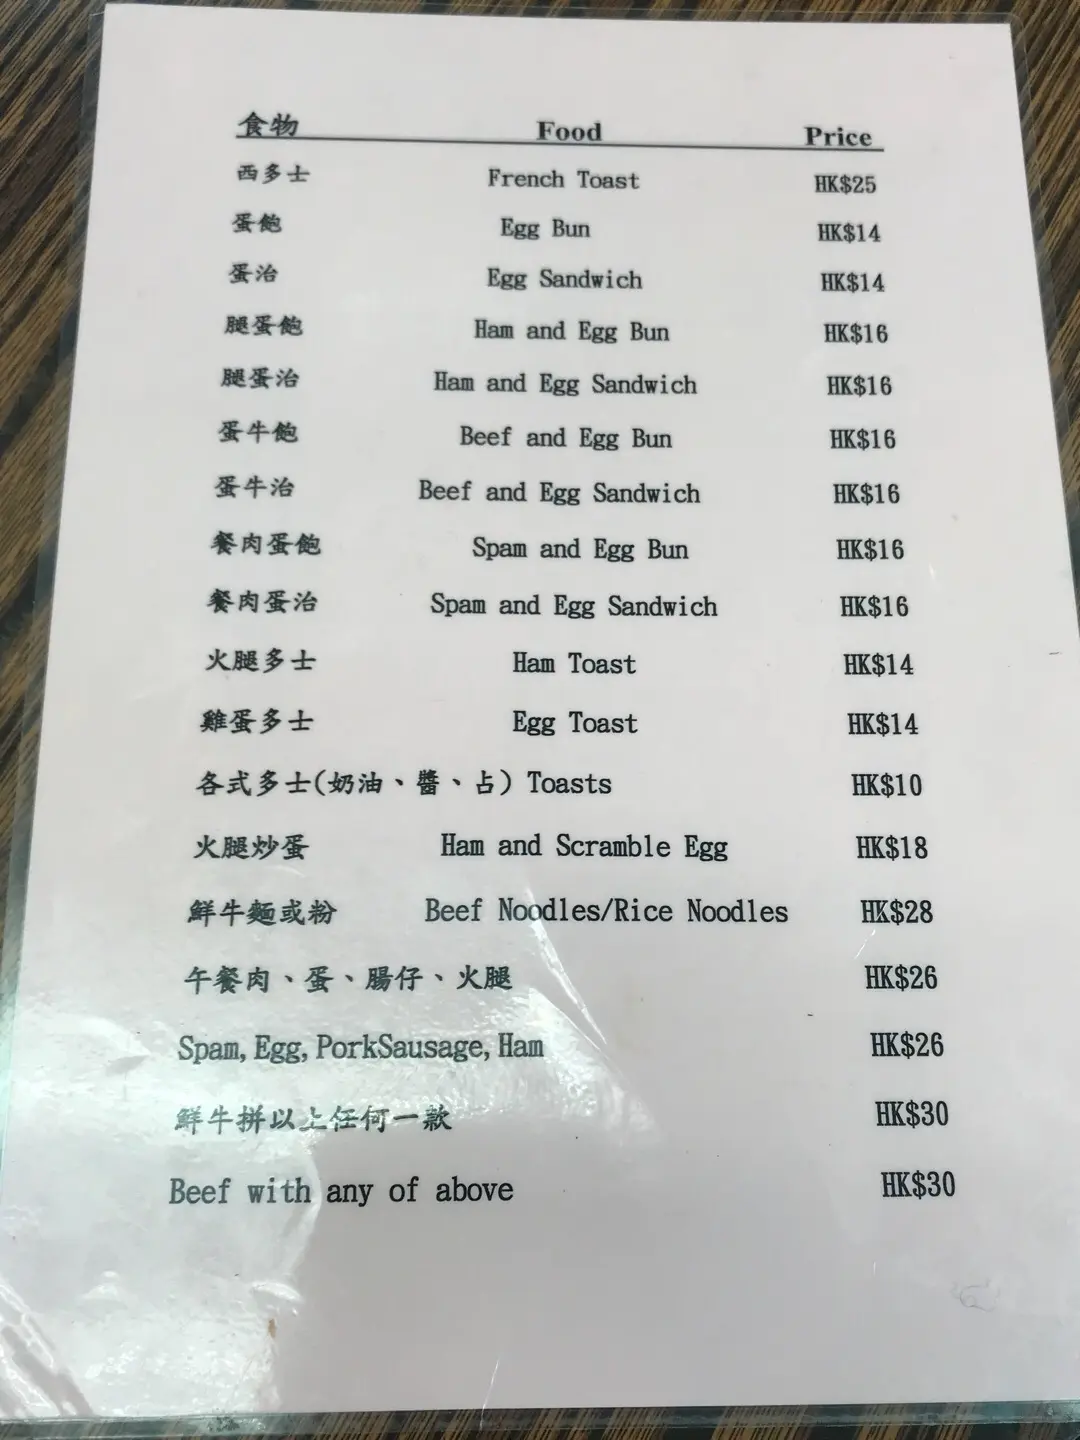 食物 Food Price
西多士 French Toast HK$25
蛋飽 Egg Bun HK$14
蛋治 Egg Sandwich HK$14
腿蛋飽 Ham and Egg Bun HK$16
腿蛋治 Ham and Egg Sandwich HK$16
蛋牛飽 Beef and Egg Bun HK$16
蛋牛治 Beef and Egg Sandwich HK$16
餐肉蛋飽 Spam and Egg Bun HK$16
餐肉蛋治 Spam and Egg Sandwich HK$16
火腿多士 Ham Toast HK$14
雞蛋多士 Egg Toast HK$14
各式多士(奶油、醬、占) Toasts HK$10
火腿炒蛋 Ham and Scramble Egg HK$18
鮮牛麵或粉 Beef Noodles/Rice Noodles HK$28
午餐肉、蛋、腸仔、火腿 HK$26
Spam, Egg, PorkSausage, Ham HK$26
鮮牛拼以上任何一款 HK$30
Beef with any of above HK$30